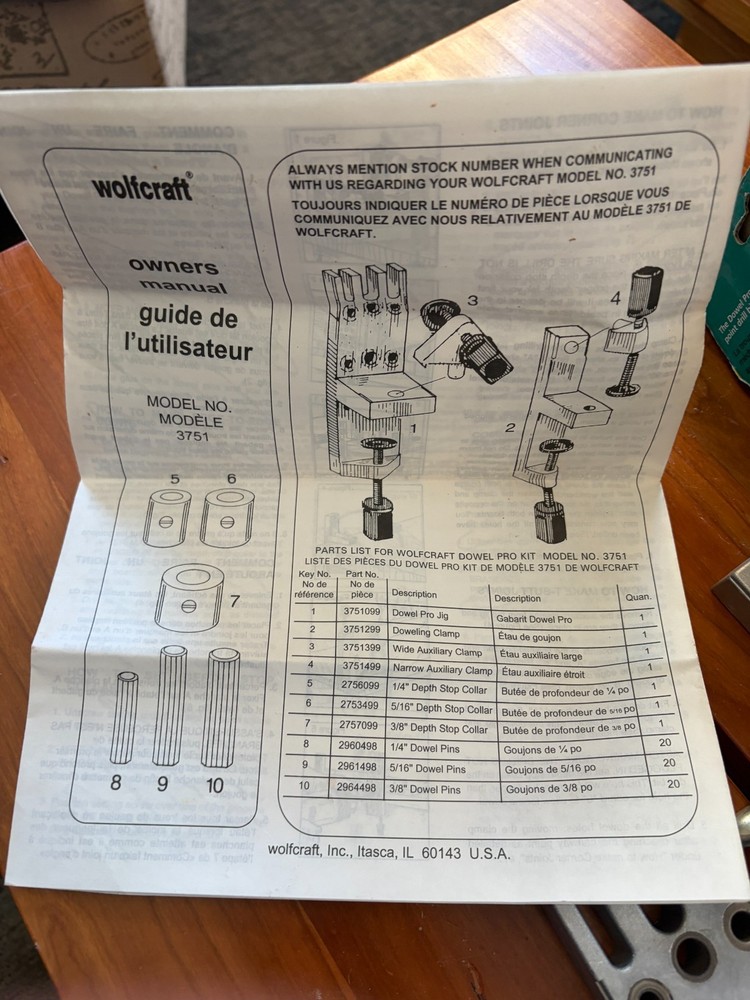 wolfcraft®
owners
manual
guide de
l'utilisateur
MODEL NO.
MODÈLE
3751
5 6
7
8 9 10
ALWAYS MENTION STOCK NUMBER WHEN COMMUNICATING
WITH US REGARDING YOUR WOLFCRAFT MODEL NO. 3751
TOUJOURS INDIQUER LE NUMÉRO DE PIÈCE LORSQUE VOUS
COMMUNIQUEZ AVEC NOUS RELATIVEMENT AU MODÈLE 3751 DE
WOLFCRAFT.
3
4
1
2
PARTS LIST FOR WOLFCRAFT DOWEL PRO KIT MODEL NO. 3751
LISTE DES PIÈCES DU DOWEL PRO KIT DE MODÈLE 3751 DE WOLFCRAFT
Key No. Part No.
No de No de
référence pièce Description Description Quan.
1 3751099 Dowel Pro Jig Gabarit Dowel Pro 1
2 3751299 Doweling Clamp Étau de goujon 1
3 3751399 Wide Auxiliary Clamp Étau auxiliaire large 1
4 3751499 Narrow Auxiliary Clamp Étau auxiliaire étroit 1
5 2756099 1/4" Depth Stop Collar Butée de profondeur de ¼ po 1
6 2753499 5/16" Depth Stop Collar Butée de profondeur de 5/16 po 1
7 2757099 3/8" Depth Stop Collar Butée de profondeur de 3/8 po 1
8 2960498 1/4" Dowel Pins Goujons de ¼ po 20
9 2961498 5/16" Dowel Pins Goujons de 5/16 po 20
10 2964498 3/8" Dowel Pins Goujons de 3/8 po 20
wolfcraft, Inc., Itasca, IL 60143 U.S.A.
The Dowel Pr
point drill b